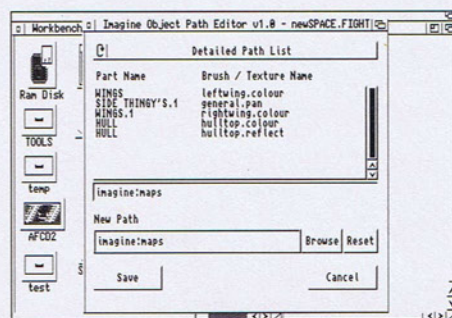 Workbench
Imagine Object Path Editor v1.0 - newSPACE.FIGHT
Detailed Path List
Part Name Brush / Texture Name
WINGS leftwing.colour
SIDE THINGY'S.1 general.pan
WINGS.1 rightwing.colour
HULL hulltop.colour
HULL hulltop.reflect
imagine:maps
New Path
imagine:maps Browse Reset
Save Cancel
Ram Disk
TOOLS
temp
AFCD2
test